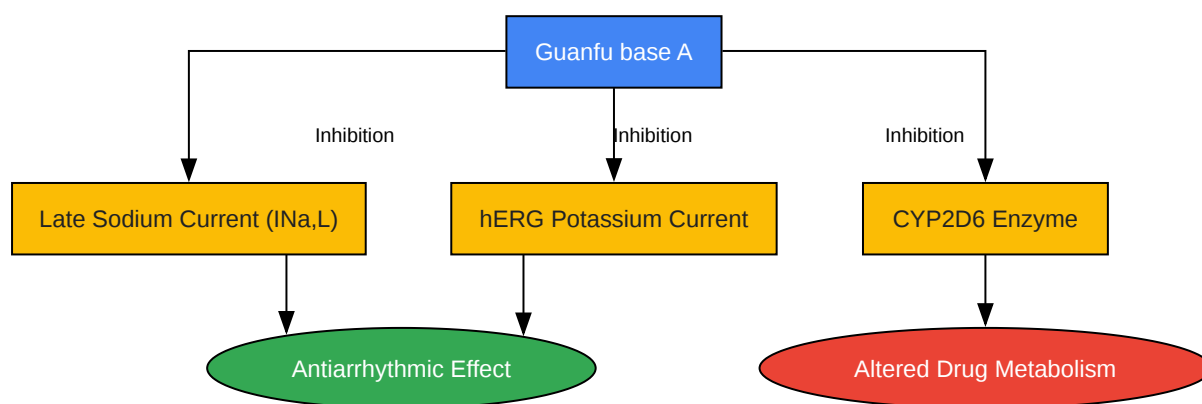 Guanfu base A
Inhibition
Inhibition
Inhibition
Late Sodium Current (INa,L)
hERG Potassium Current
CYP2D6 Enzyme
Antiarrhythmic Effect
Altered Drug Metabolism